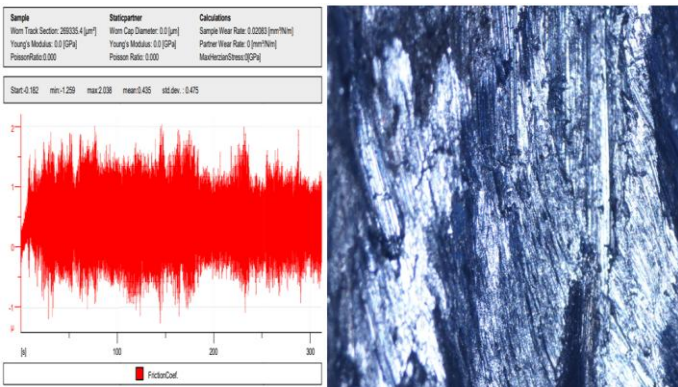 Sample Staticpartner Calculations
Worn Track Section: 269335.4 [µm²] Worn Cap Diameter: 0.0 [µm] Sample Wear Rate: 0.02083 [mm³/N/m]
Young's Modulus: 0.0 [GPa] Young's Modulus: 0.0 [GPa] Partner Wear Rate: 0 [mm³/N/m]
PoissonRatio:0.000 Poisson Ratio: 0.000 MaxHerzianStress:0[GPa]
Start:-0.182 min:-1.259 max:2.038 mean:0.435 std.dev. : 0.475
2
1
0
-1
[s] 100 200 300
FrictionCoef.